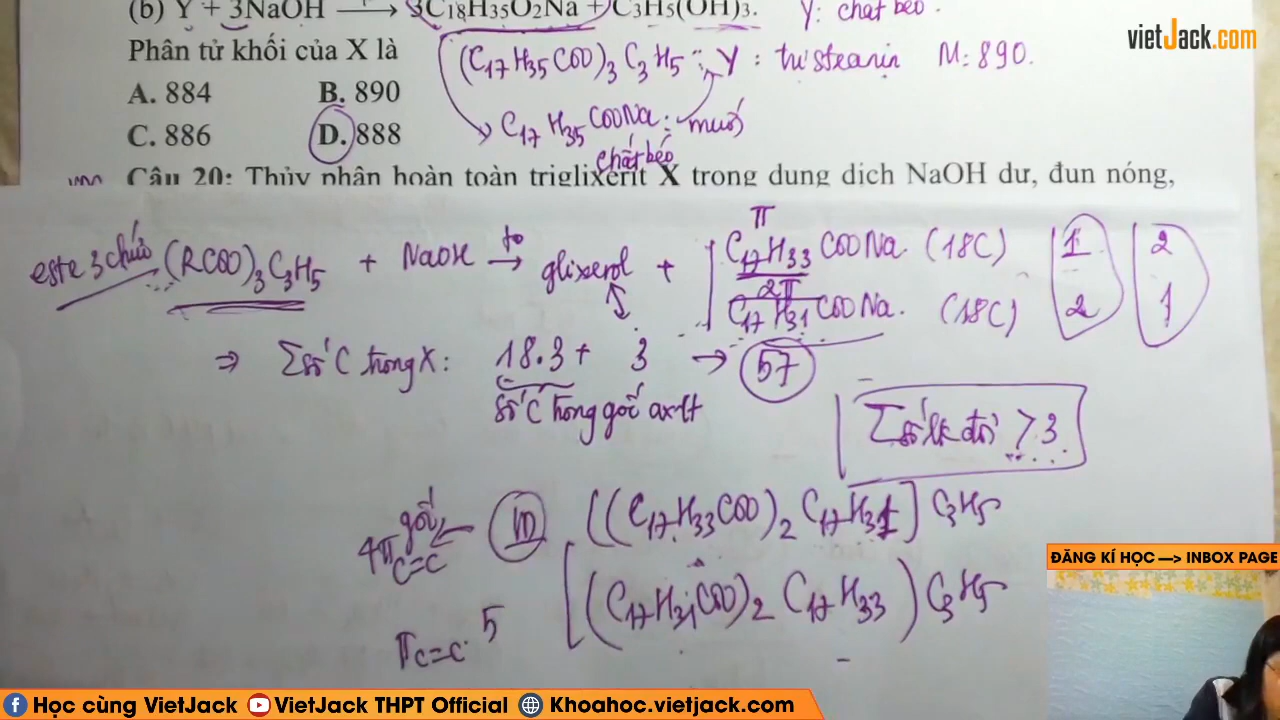 (b) Y + 3NaOH → 3C18H35O2Na + C3H5(OH)3. Y: chất béo.
vietJack.com
Phân tử khối của X là
(C17H35COO)3C3H5 : Y : tristearin M: 890.
A. 884 B. 890
C17H35COONa : muối
C. 886 D. 888
chất béo
Câu 20: Thủy phân hoàn toàn triglixerit X trong dung dịch NaOH dư, đun nóng,
π
este 3 chức (RCOO)3C3H5 + NaOH t° → glixerol + C17H33COONa. (18C) 1 2
2π
C17H31COONa. (18C) 2 1
⇒ Σ số C trong X: 18.3 + 3 → 57
số C trong gốc axit
Σ số lk đôi > 3
gốc ← 10 [(C17H33COO)2 C17H31] C3H5
4π C=C
[(C17H31COO)2 C17H33) C3H5
π C=C. 5
ĐĂNG KÍ HỌC —> INBOX PAGE
Học cùng VietJack VietJack THPT Official Khoahoc.vietjack.com